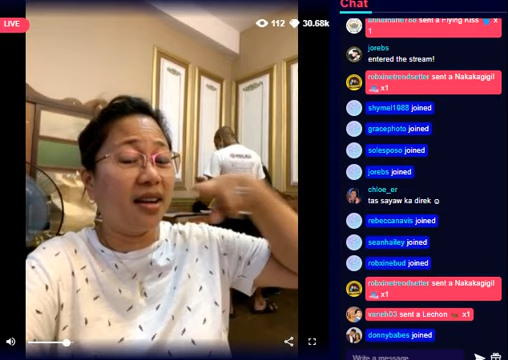 LIVE
112 30.68k
Chat
sent a Flying Kiss x
1
jorebs
entered the stream!
robxinetrendsetter sent a Nakakagigil
x1
shymel1988 joined
gracephoto joined
solesposo joined
jorebs joined
chloe_er
tas sayaw ka direk
rebeccanavis joined
seanhailey joined
robxinebud joined
robxinetrendsetter sent a Nakakagigil
x1
vaneh03 sent a Lechon x1
donnybabes joined
Write a message